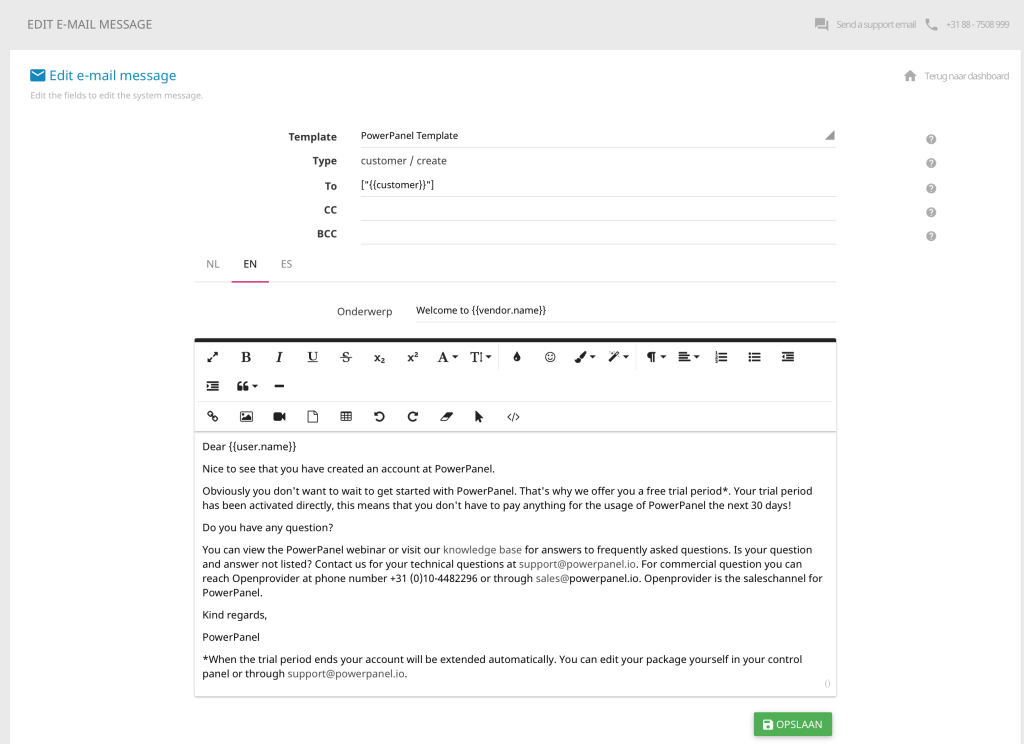 EDIT E-MAIL MESSAGE
Send a support email
+31 88 - 7508 999
Edit e-mail message
Terug naar dashboard
Edit the fields to edit the system message.
Template PowerPanel Template
Type customer / create
To ["{{customer}}"]
CC
BCC
NL EN ES
Onderwerp Welcome to {{vendor.name}}
Dear {{user.name}}
Nice to see that you have created an account at PowerPanel.
Obviously you don't want to wait to get started with PowerPanel. That's why we offer you a free trial period*. Your trial period
has been activated directly, this means that you don't have to pay anything for the usage of PowerPanel the next 30 days!
Do you have any question?
You can view the PowerPanel webinar or visit our knowledge base for answers to frequently asked questions. Is your question
and answer not listed? Contact us for your technical questions at support@powerpanel.io. For commercial question you can
reach Openprovider at phone number +31 (0)10-4482296 or through sales@powerpanel.io. Openprovider is the saleschannel for
PowerPanel.
Kind regards,
PowerPanel
*When the trial period ends your account will be extended automatically. You can edit your package yourself in your control
panel or through support@powerpanel.io.
0
OPSLAAN